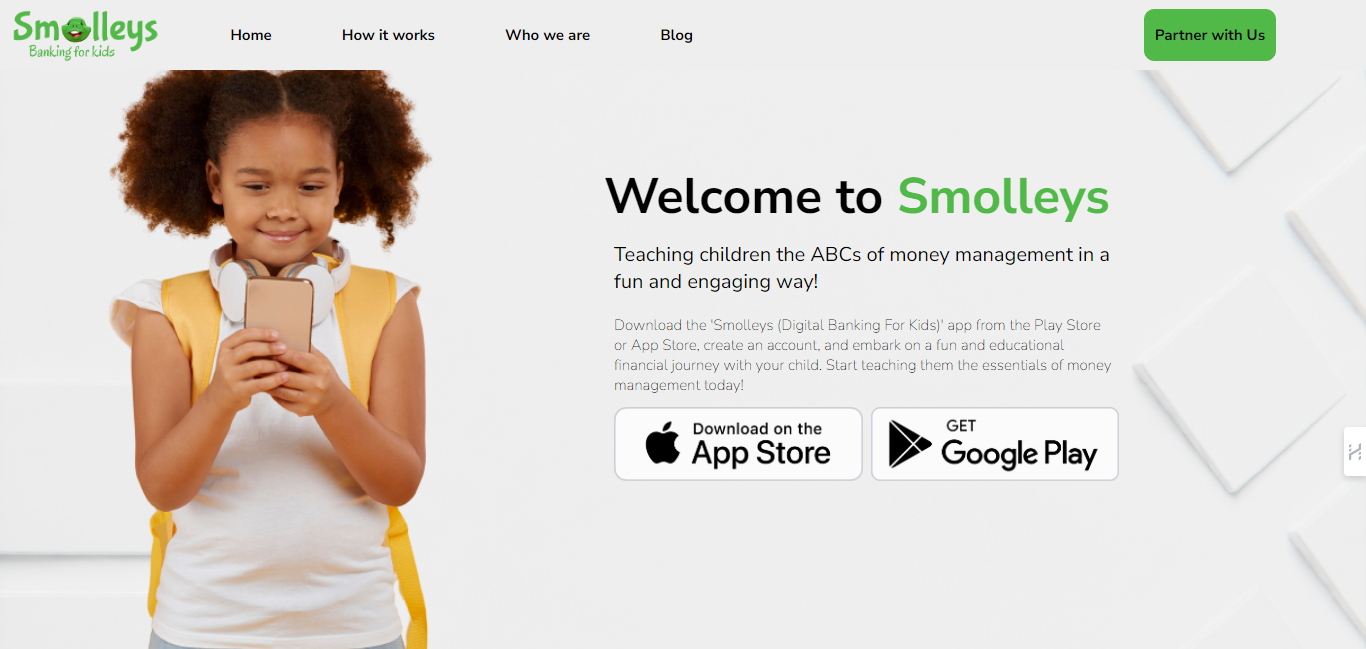 Smolleys
Banking for kids
Home
How it works
Who we are
Blog
Partner with Us
Welcome to Smolleys
Teaching children the ABCs of money management in a
fun and engaging way!
Download the 'Smolleys (Digital Banking For Kids)' app from the Play Store
or App Store, create an account, and embark on a fun and educational
financial journey with your child. Start teaching them the essentials of money
management today!
Download on the
App Store
GET
Google Play